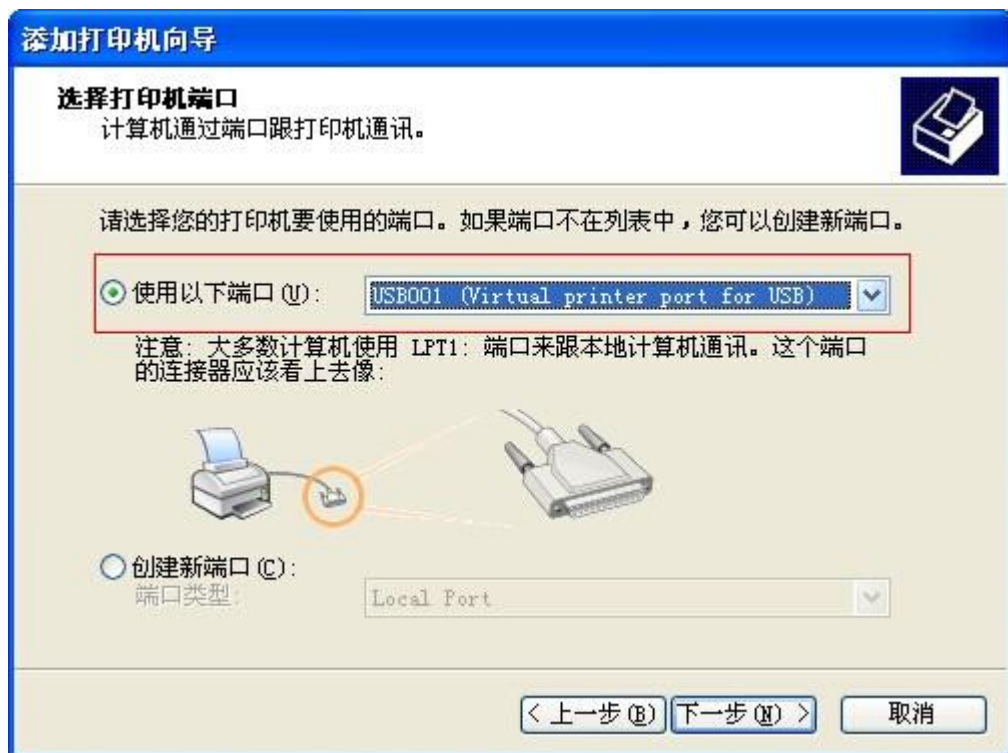 添加打印机向导
选择打印机端口
计算机通过端口跟打印机通讯。
请选择您的打印机要使用的端口。如果端口不在列表中，您可以创建新端口。
使用以下端口(U): USB001 (Virtual printer port for USB)
注意: 大多数计算机使用 LPT1: 端口来跟本地计算机通讯。这个端口
的连接器应该看上去像:
创建新端口(C):
端口类型: Local Port
< 上一步(B) 下一步(N) > 取消